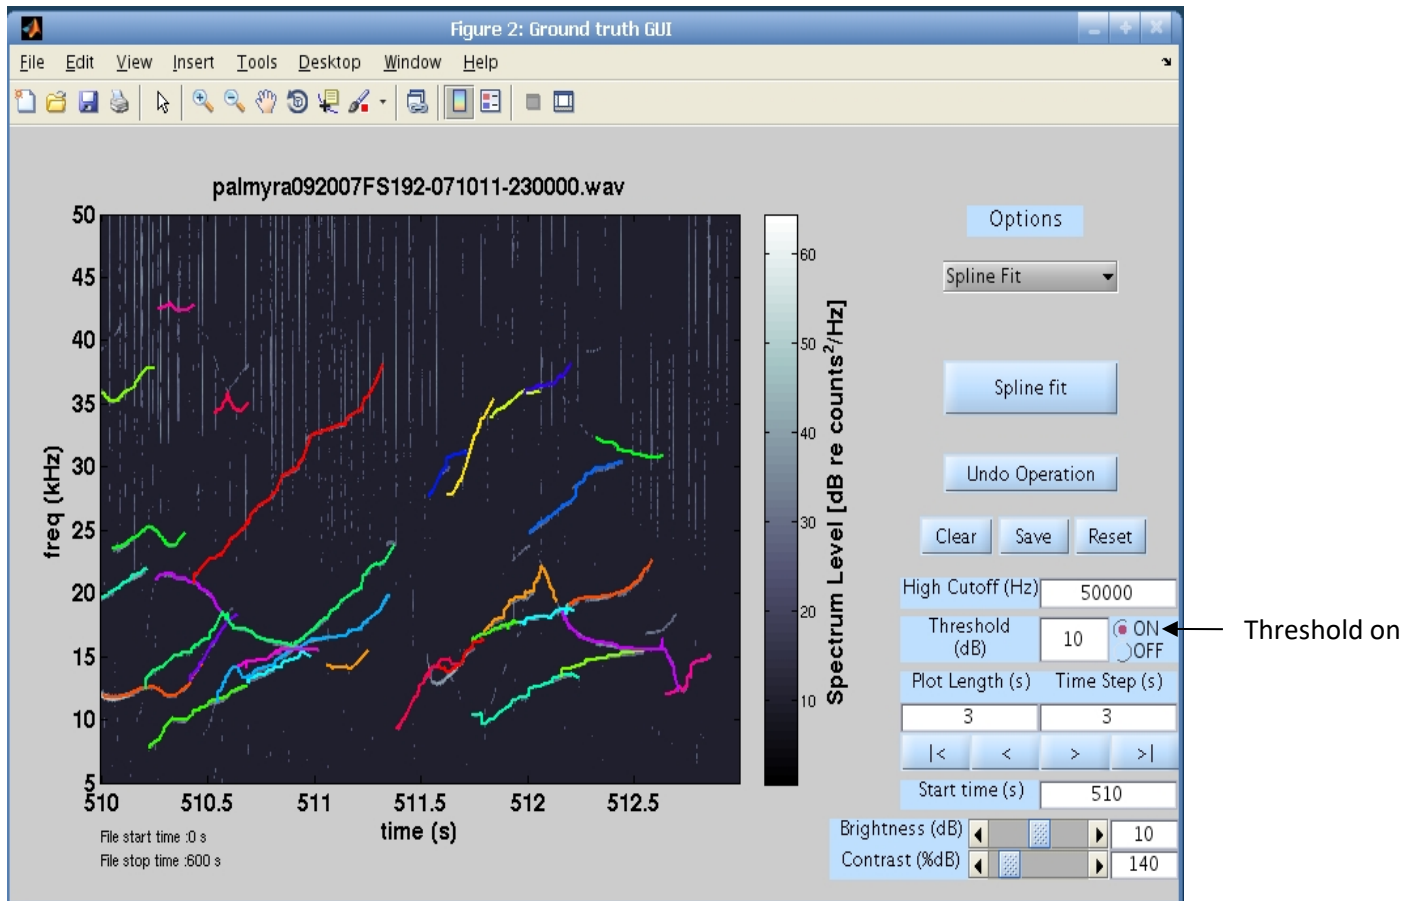 Figure 2: Ground truth GUI
File Edit View Insert Tools Desktop Window Help
palmyra092007FS192-071011-230000.wav
50
45
40
35
30
25
20
15
10
5
freq (kHz)
510 510.5 511 511.5 512 512.5
time (s)
File start time :0 s
File stop time :600 s
60
50
40
30
20
10
Spectrum Level [dB re counts²/Hz]
Options
Spline Fit
Spline fit
Undo Operation
Clear Save Reset
High Cutoff (Hz) 50000
Threshold (dB) 10 ON
OFF
Threshold on
Plot Length (s) Time Step (s)
3 3
|< < > >|
Start time (s) 510
Brightness (dB) 10
Contrast (%dB) 140